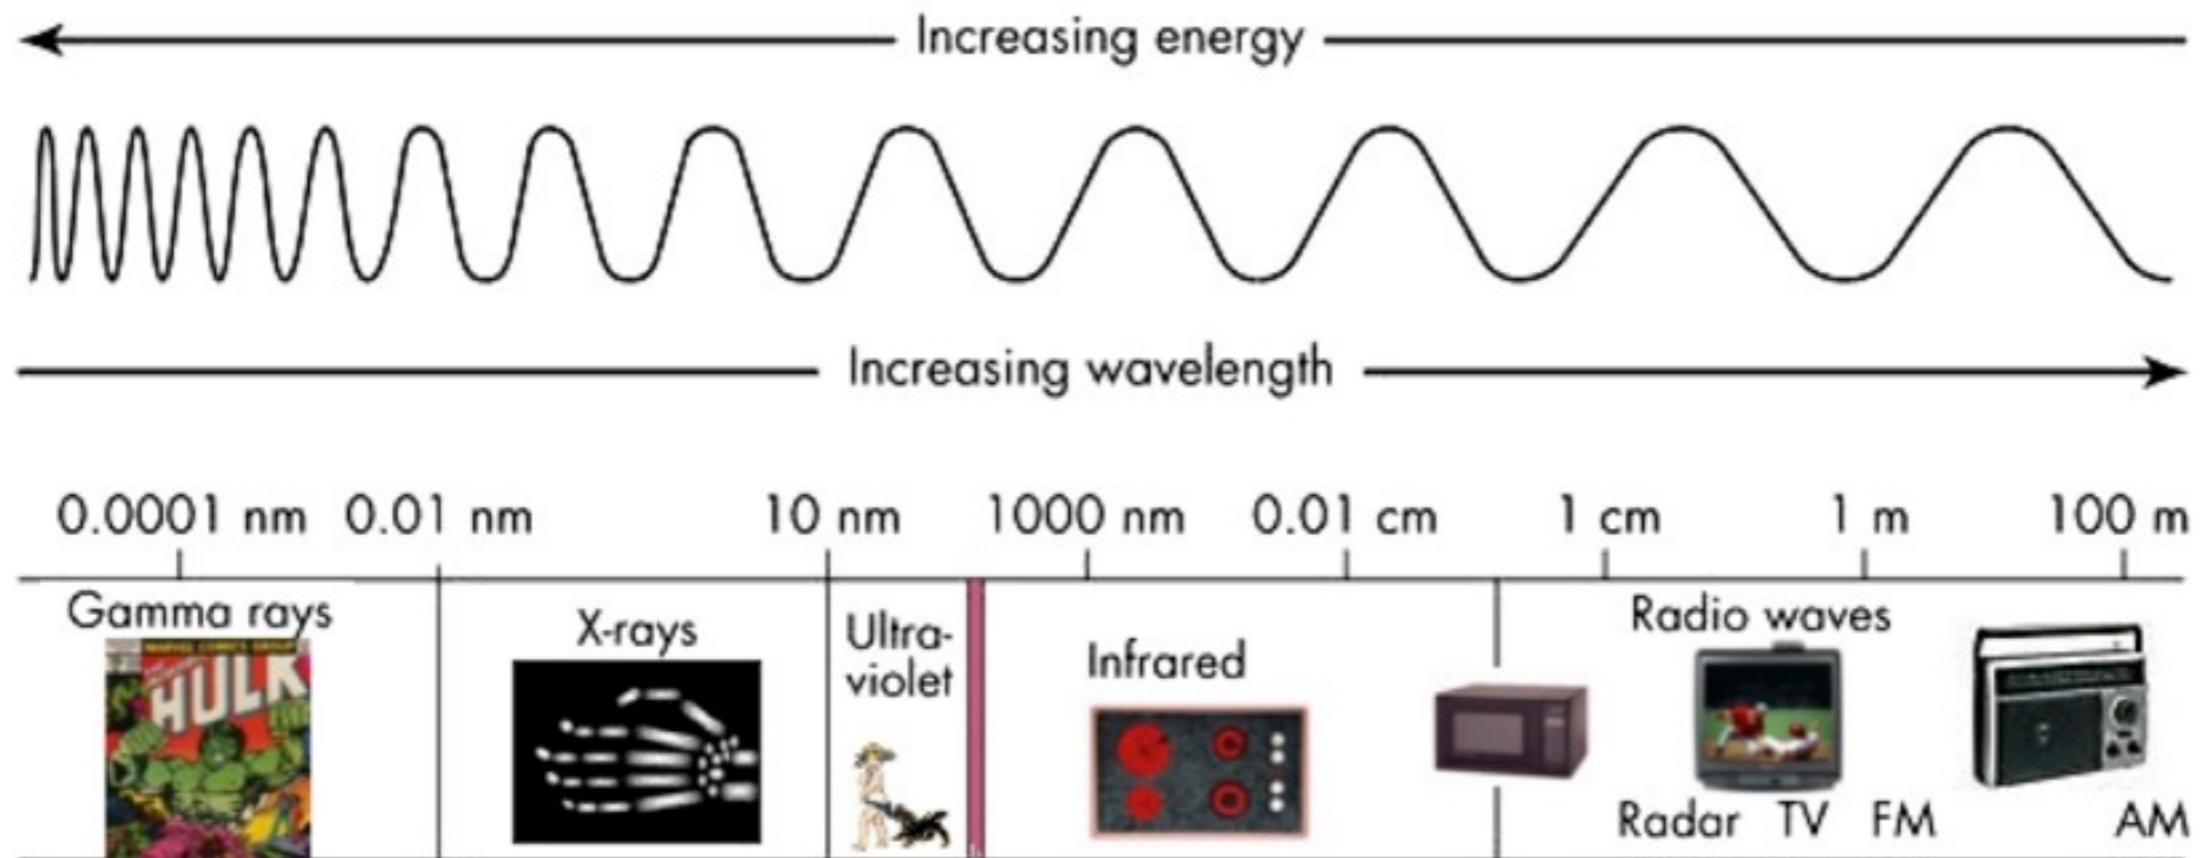 Increasing energy
Increasing wavelength
0.0001 nm 0.01 nm 10 nm 1000 nm 0.01 cm 1 cm 1 m 100 m
Gamma rays
X-rays
Ultra-
violet
Infrared
Radio waves
HULK
Radar TV FM AM